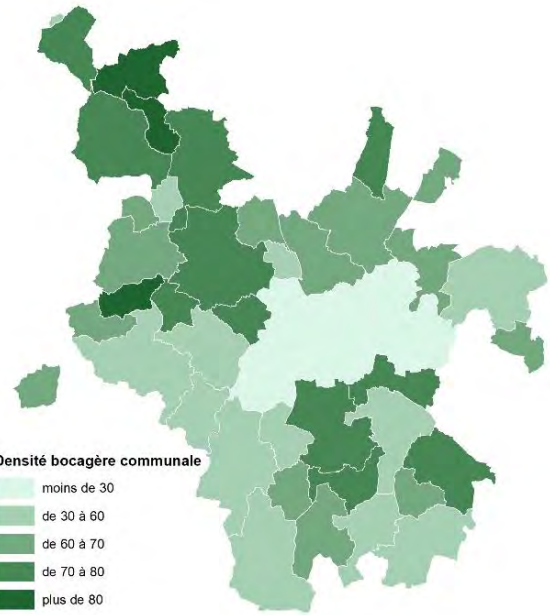 Densité bocagère communale
moins de 30
de 30 à 60
de 60 à 70
de 70 à 80
plus de 80